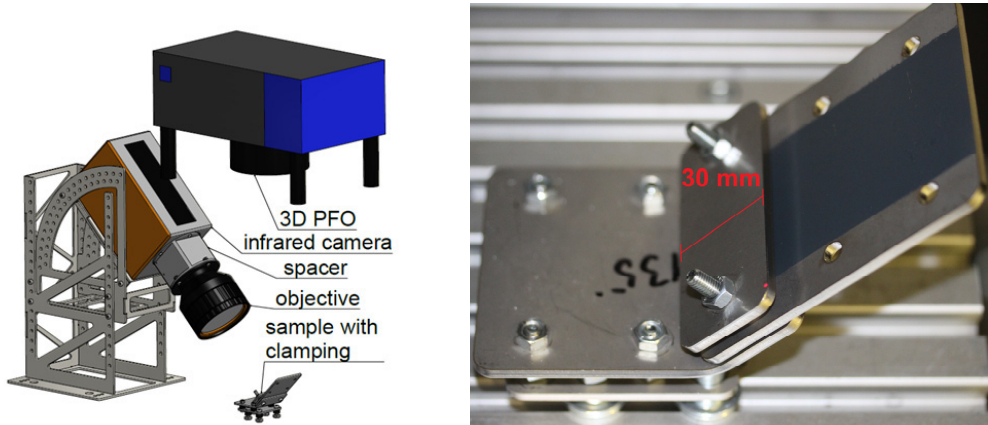 3D PFO
infrared camera
spacer
objective
sample with
clamping
30 mm
135°